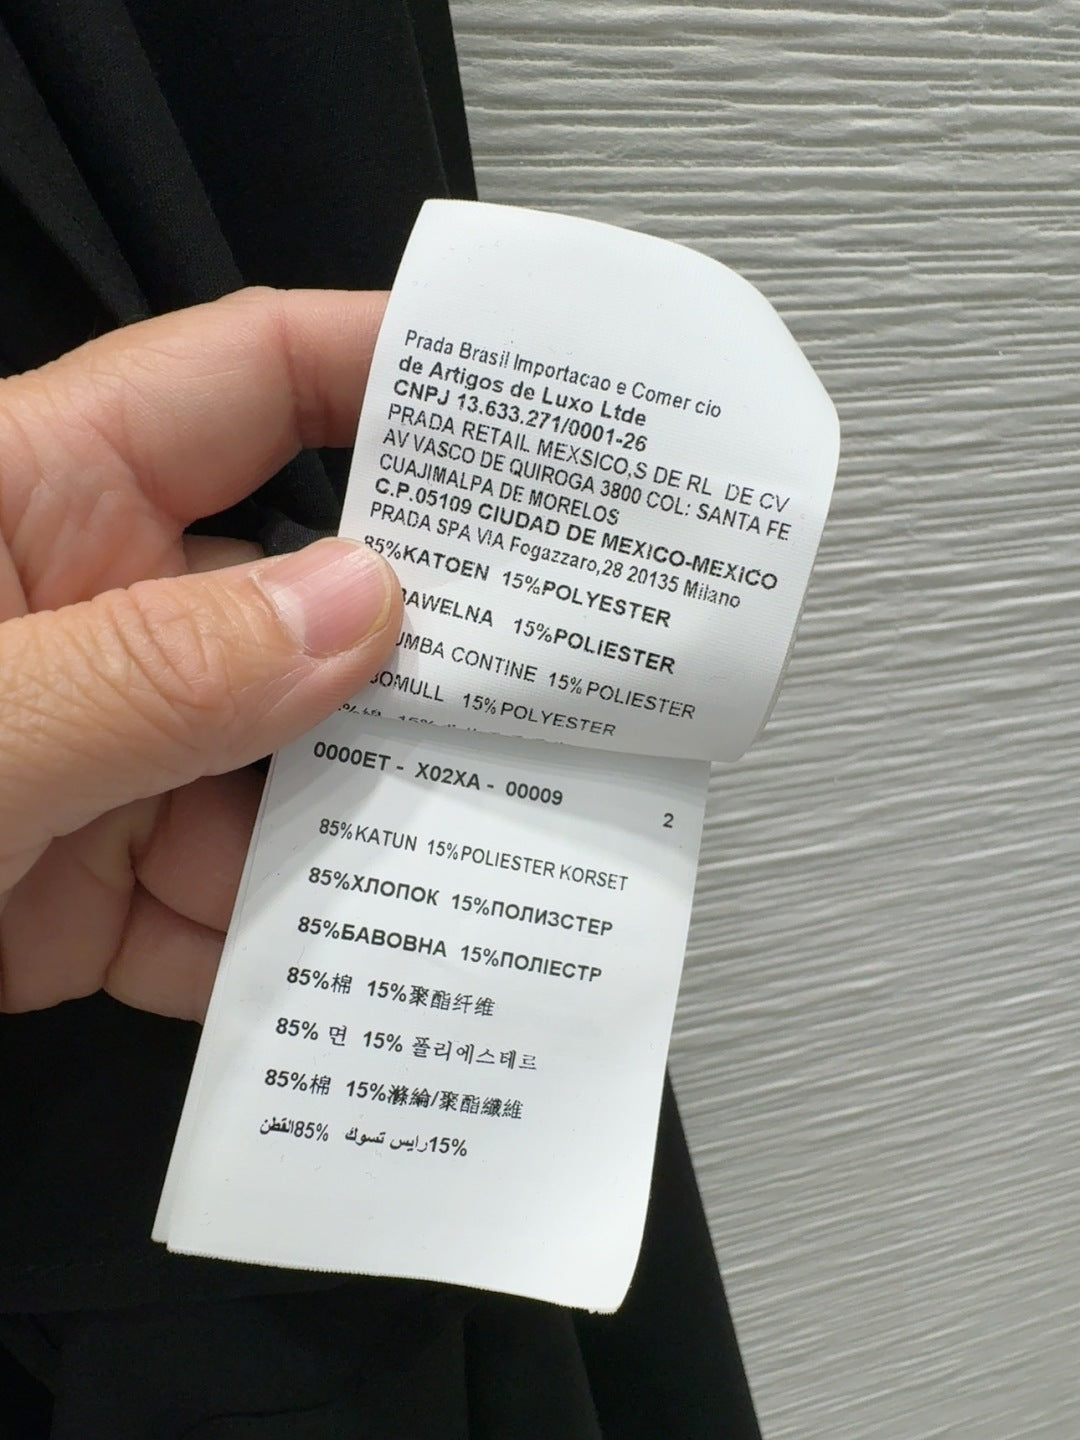 Prada Brasil Importacao e Comer cio
de Artigos de Luxo Ltde
CNPJ 13.633.271/0001-26
PRADA RETAIL MEXSICO,S DE RL DE CV
AV VASCO DE QUIROGA 3800 COL: SANTA FE
CUAJIMALPA DE MORELOS
C.P.05109 CIUDAD DE MEXICO-MEXICO
PRADA SPA VIA Fogazzaro,28 20135 Milano
85%KATOEN 15%POLYESTER
BAWELNA 15%POLIESTER
UMBA CONTINE 15%POLIESTER
BOMULL 15%POLYESTER
0000ET - X02XA - 00009
2
85%KATUN 15%POLIESTER KORSET
85%ХЛОПОК 15%ПОЛИЗСТЕР
85%БАВОВНА 15%ПОЛІЕСТР
85%棉 15%聚酯纤维
85% 면 15% 폴리에스테르
85%棉 15%滌綸/聚酯纖維
85%القطن 15%رايس تسوك